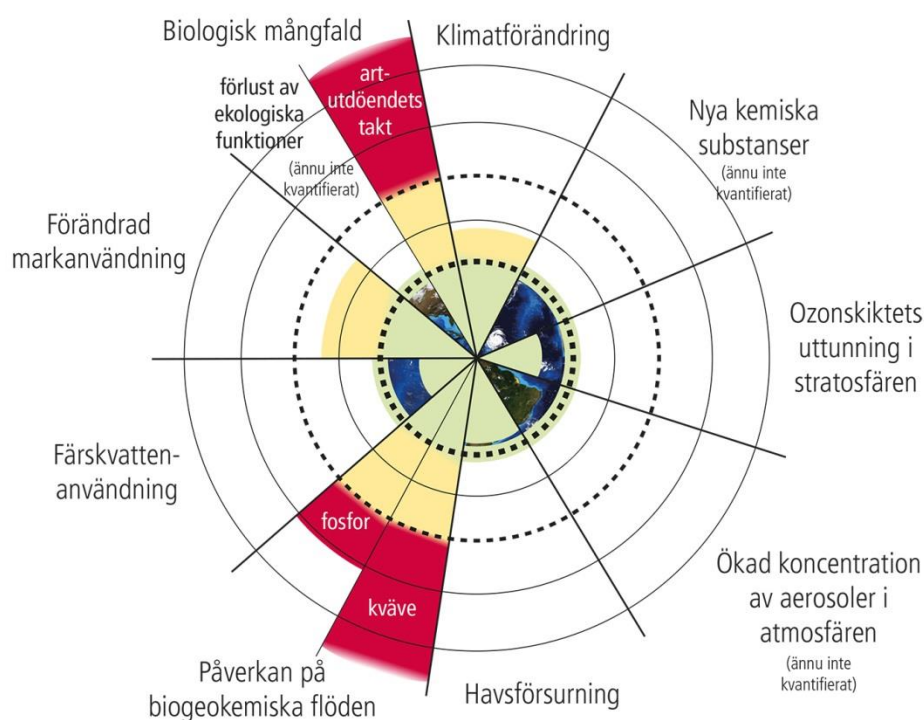 Biologisk mångfald
Klimatförändring
art-
utdöendets
takt
förlust av
ekologiska
funktioner
(ännu inte
kvantifierat)
Nya kemiska
substanser
(ännu inte
kvantifierat)
Förändrad
markanvändning
Ozonskiktets
uttunning i
stratosfären
Färskvatten-
användning
fosfor
kväve
Ökad koncentration
av aerosoler i
atmosfären
(ännu inte
kvantifierat)
Påverkan på
biogeokemiska flöden
Havsförsurning